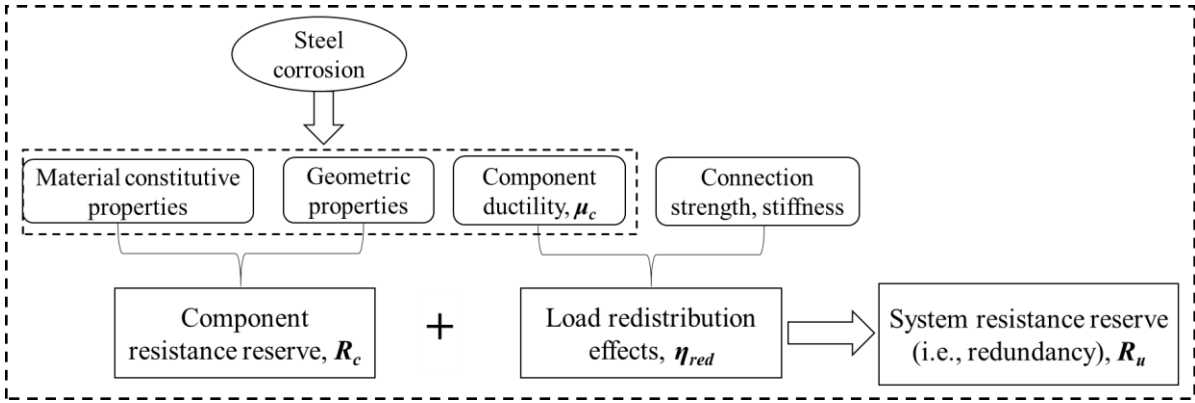 Steel
corrosion
Material constitutive
properties
Geometric
properties
Component
ductility, μc
Connection
strength, stiffness
Component
resistance reserve, Rc
+
Load redistribution
effects, ηred
System resistance reserve
(i.e., redundancy), Ru